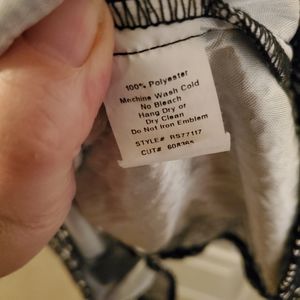 100% Polyester
Machine Wash Cold
No Bleach
Hang Dry or
Dry Clean
Do Not Iron Emblem
STYLE# RS77117
CUT# 608365